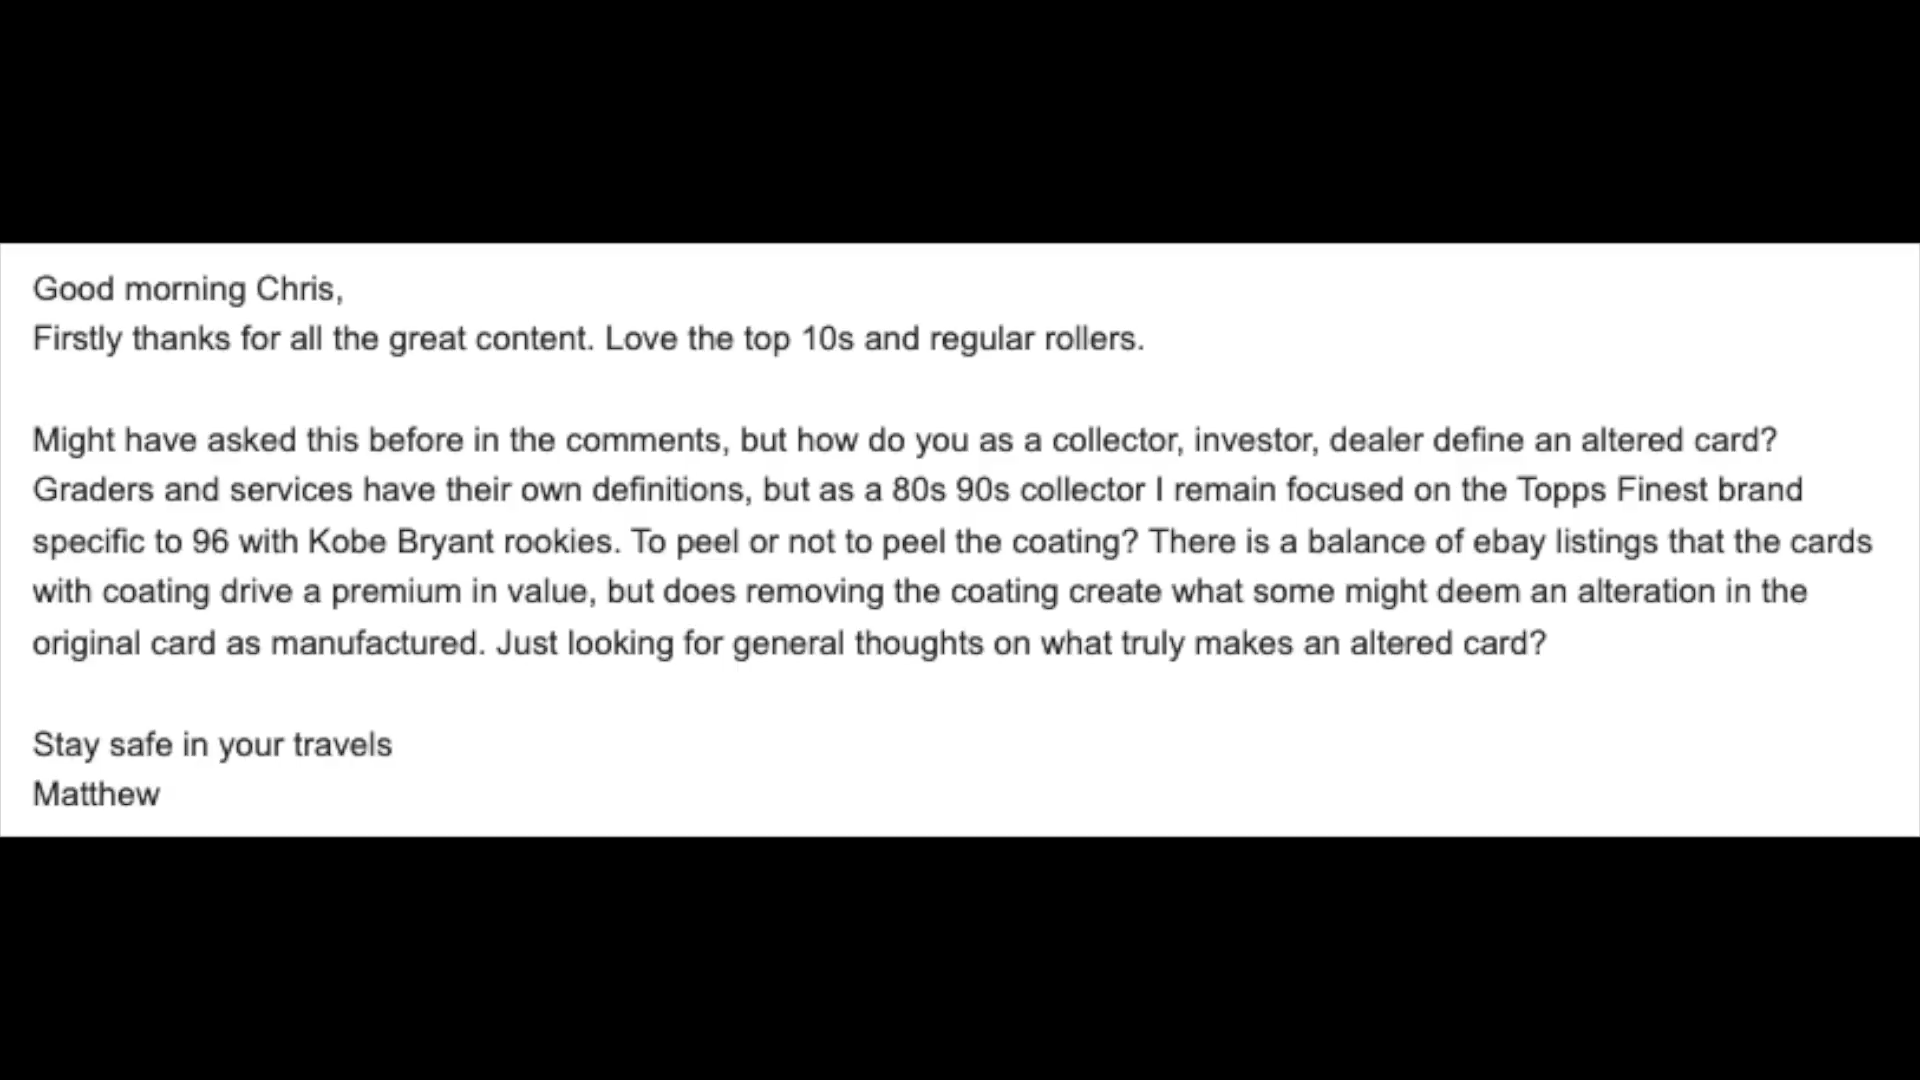 Good morning Chris,
Firstly thanks for all the great content. Love the top 10s and regular rollers.
Might have asked this before in the comments, but how do you as a collector, investor, dealer define an altered card?
Graders and services have their own definitions, but as a 80s 90s collector I remain focused on the Topps Finest brand
specific to 96 with Kobe Bryant rookies. To peel or not to peel the coating? There is a balance of ebay listings that the cards
with coating drive a premium in value, but does removing the coating create what some might deem an alteration in the
original card as manufactured. Just looking for general thoughts on what truly makes an altered card?
Stay safe in your travels
Matthew